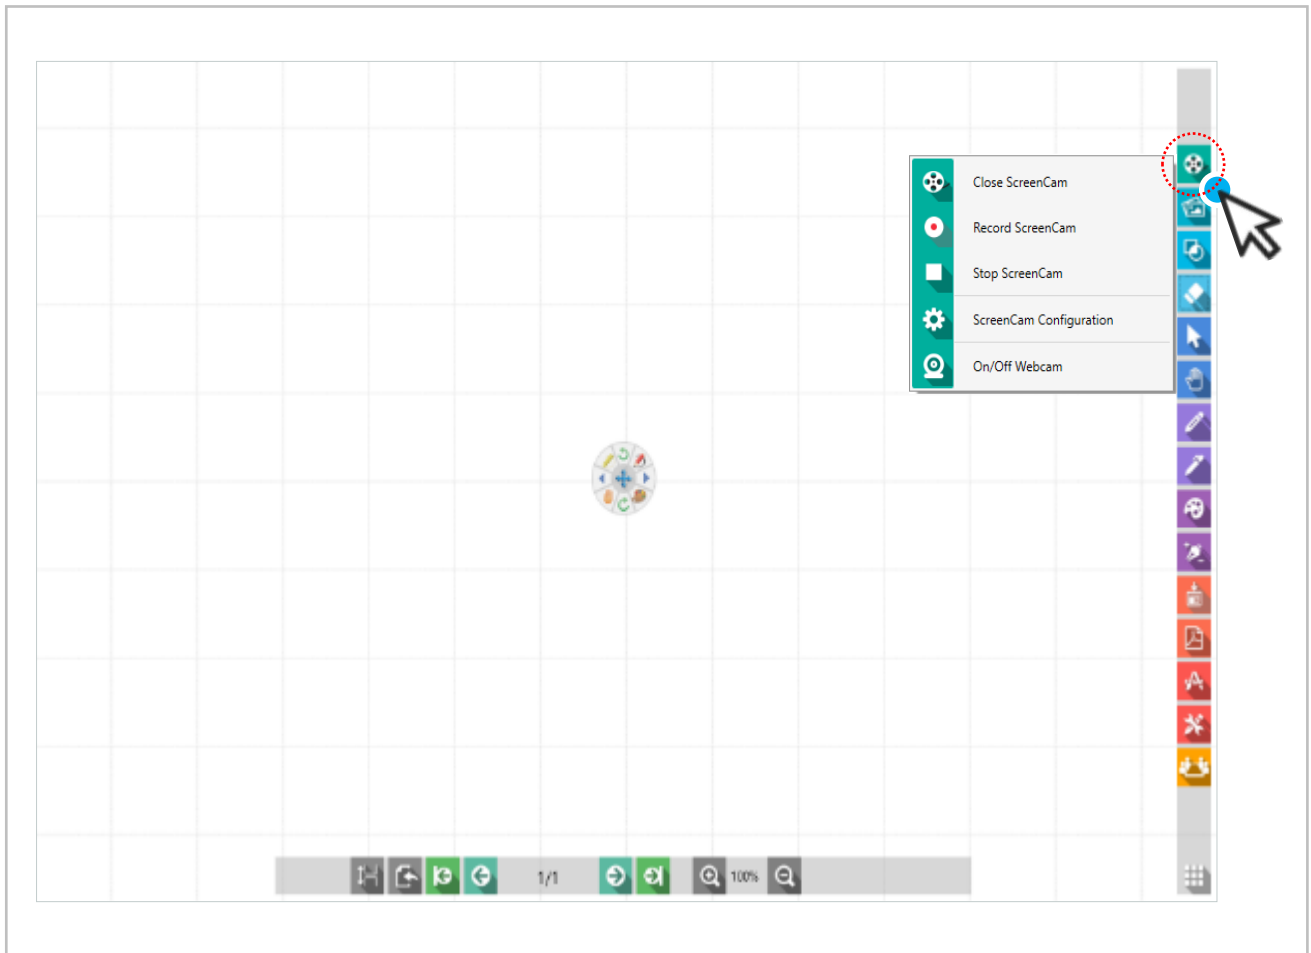 Close ScreenCam
Record ScreenCam
Stop ScreenCam
ScreenCam Configuration
On/Off Webcam
1/1
100%